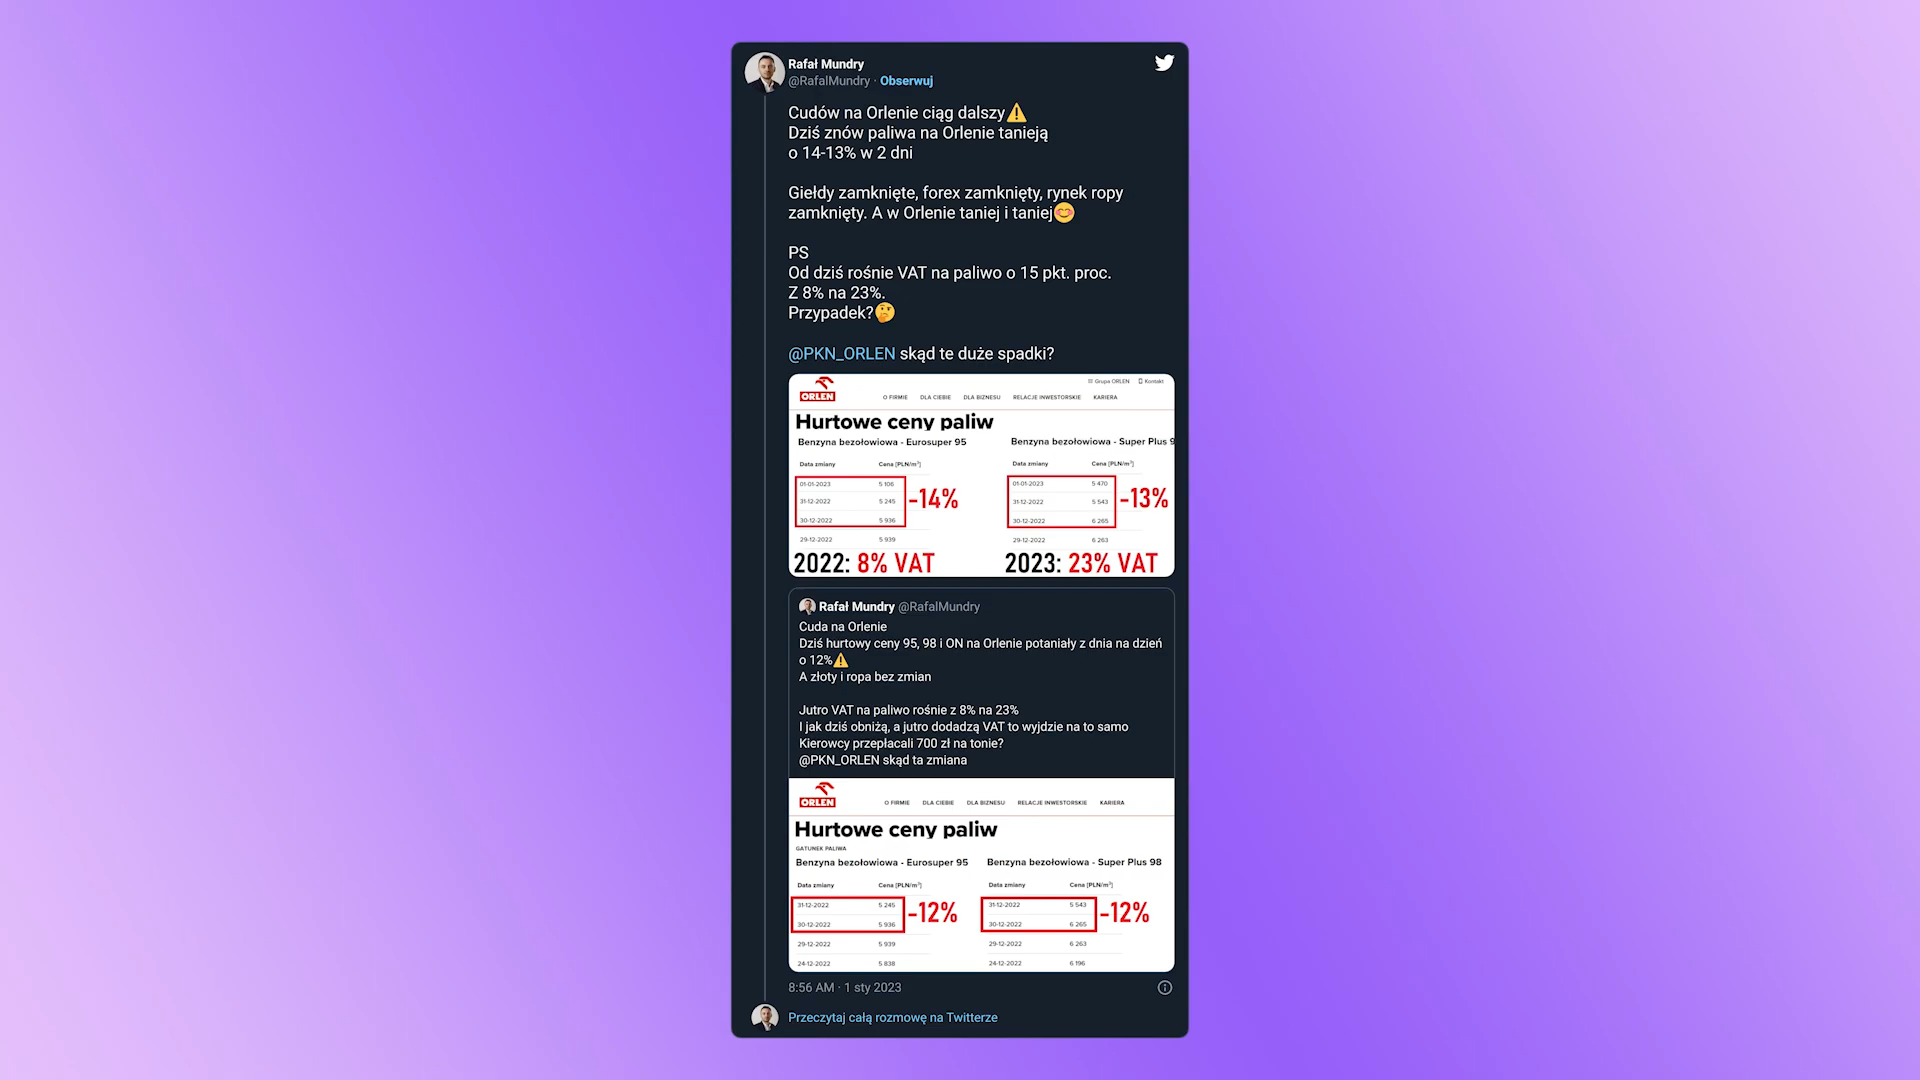 Rafał Mundry
@RafalMundry · Obserwuj
Cudów na Orlenie ciąg dalszy⚠️
Dziś znów paliwa na Orlenie tanieją
o 14-13% w 2 dni
Giełdy zamknięte, forex zamknięty, rynek ropy
zamknięty. A w Orlenie taniej i taniej😊
PS
Od dziś rośnie VAT na paliwo o 15 pkt. proc.
Z 8% na 23%.
Przypadek?🤔
@PKN_ORLEN skąd te duże spadki?
Grupa ORLEN Kontakt
ORLEN
O FIRMIE DLA CIEBIE DLA BIZNESU RELACJE INWESTORSKIE KARIERA
Hurtowe ceny paliw
Benzyna bezołowiowa - Eurosuper 95 Benzyna bezołowiowa - Super Plus 9
Data zmiany Cena [PLN/m³] Data zmiany Cena [PLN/m³]
01-01-2023 5 106 01-01-2023 5 470
-14% -13%
31-12-2022 5 245 31-12-2022 5 543
30-12-2022 5 936 30-12-2022 6 265
29-12-2022 5 939 29-12-2022 6 263
2022: 8% VAT 2023: 23% VAT
Rafał Mundry @RafalMundry
Cuda na Orlenie
Dziś hurtowy ceny 95, 98 i ON na Orlenie potaniały z dnia na dzień
o 12%⚠️
A złoty i ropa bez zmian
Jutro VAT na paliwo rośnie z 8% na 23%
I jak dziś obniżą, a jutro dodadzą VAT to wyjdzie na to samo
Kierowcy przepłacali 700 zł na tonie?
@PKN_ORLEN skąd ta zmiana
ORLEN
O FIRMIE DLA CIEBIE DLA BIZNESU RELACJE INWESTORSKIE KARIERA
Hurtowe ceny paliw
GATUNEK PALIWA
Benzyna bezołowiowa - Eurosuper 95 Benzyna bezołowiowa - Super Plus 98
Data zmiany Cena [PLN/m³] Data zmiany Cena [PLN/m³]
31-12-2022 5 245 31-12-2022 5 543
-12% -12%
30-12-2022 5 936 30-12-2022 6 265
29-12-2022 5 939 29-12-2022 6 263
24-12-2022 5 838 24-12-2022 6 196
8:56 AM · 1 sty 2023
Przeczytaj całą rozmowę na Twitterze